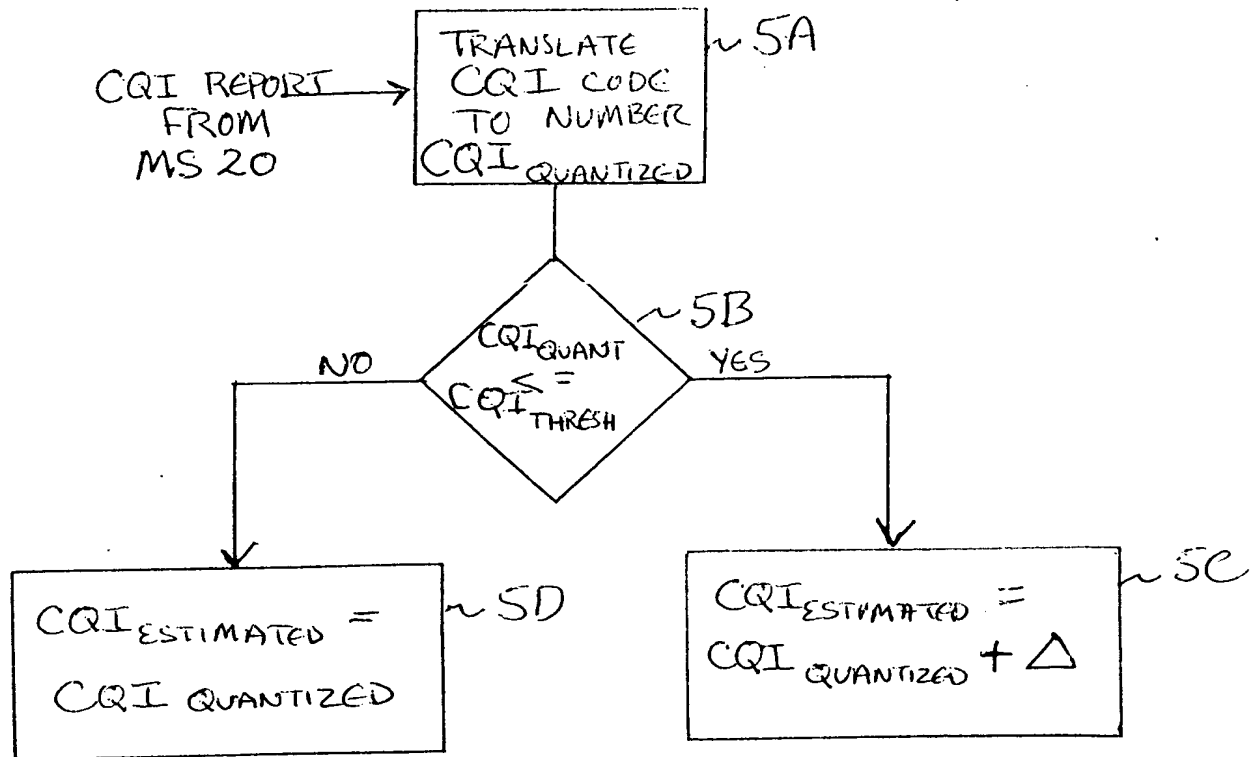 TRANSLATE
CQI CODE
TO NUMBER
CQI QUANTIZED
~ 5A
CQI REPORT
FROM
MS 20
CQI QUANT
<=
CQI THRESH
~ 5B
NO
YES
CQI ESTIMATED =
CQI QUANTIZED
~ 5D
CQI ESTIMATED =
CQI QUANTIZED + Δ
~ 5C